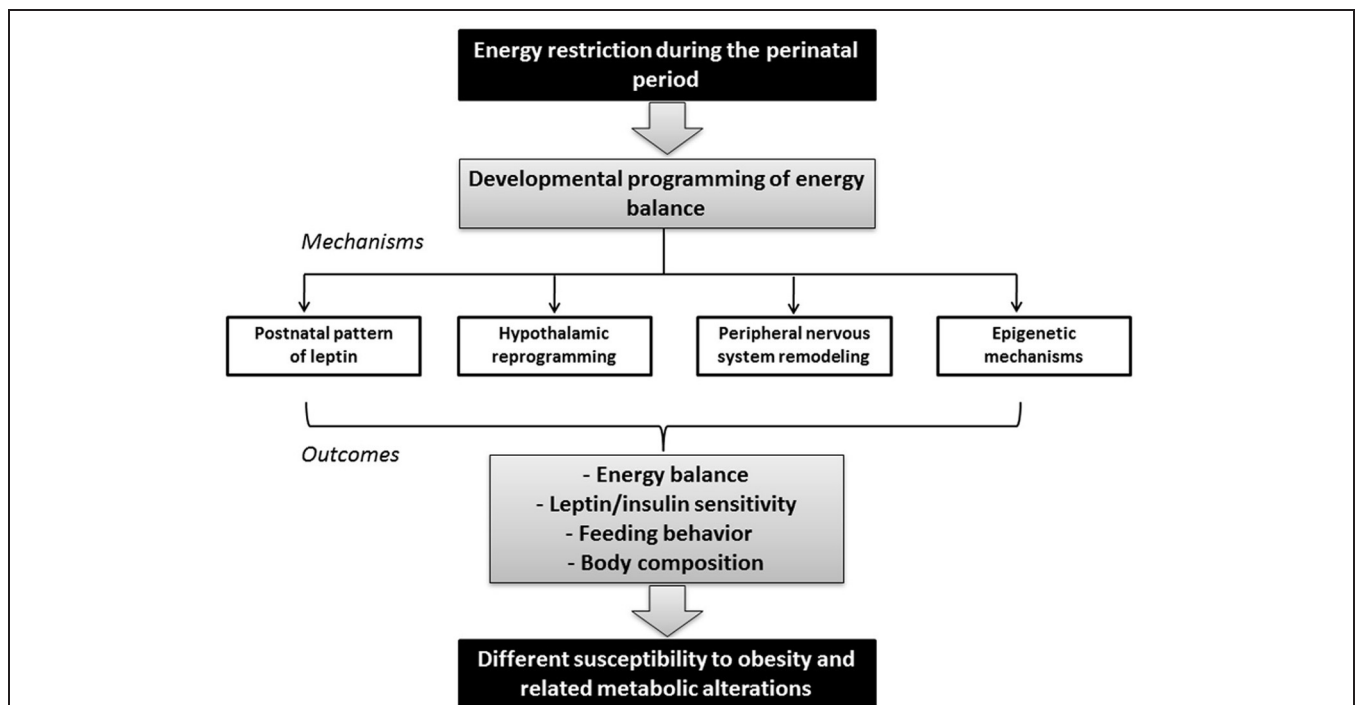 Energy restriction during the perinatal
period
Developmental programming of energy
balance
Mechanisms
Postnatal pattern
of leptin
Hypothalamic
reprogramming
Peripheral nervous
system remodeling
Epigenetic
mechanisms
Outcomes
- Energy balance
- Leptin/insulin sensitivity
- Feeding behavior
- Body composition
Different susceptibility to obesity and
related metabolic alterations